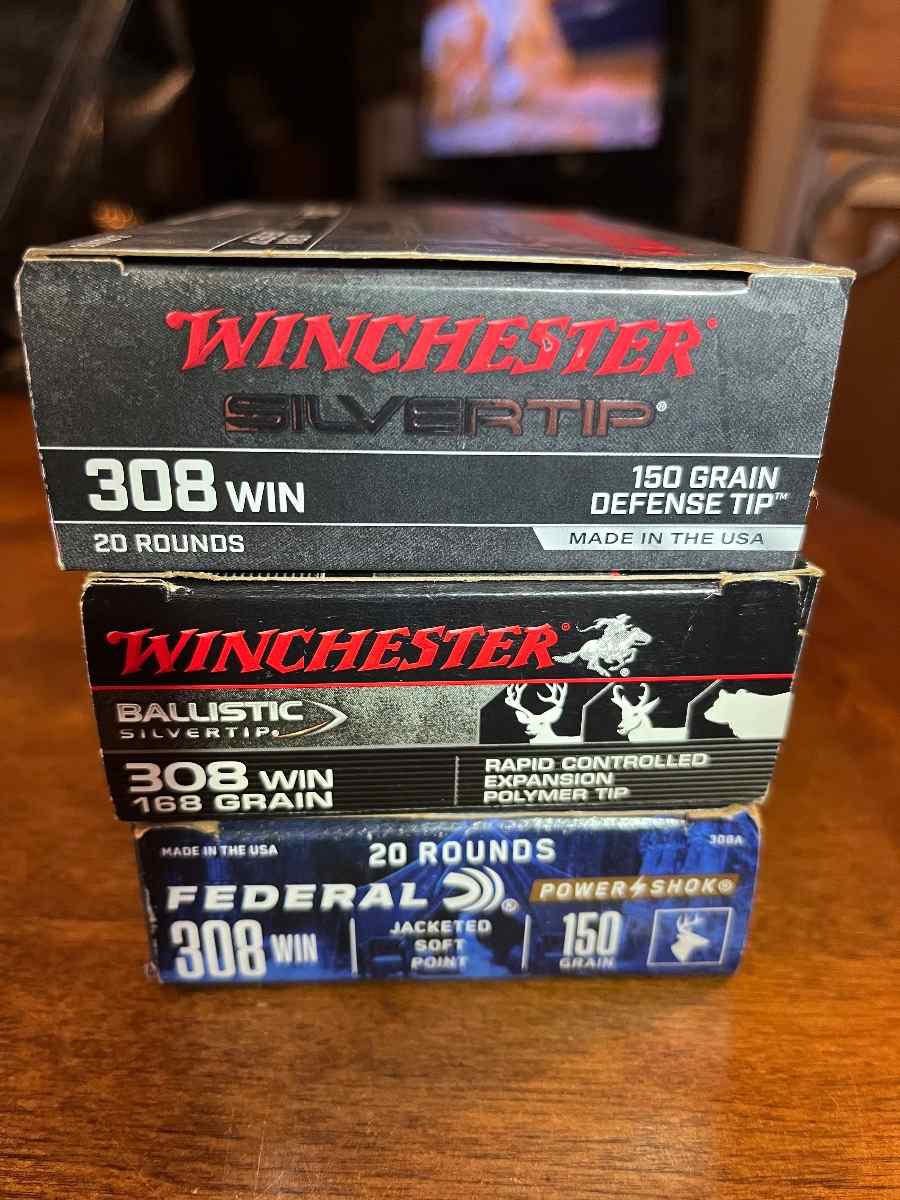 WINCHESTER®
SILVERTIP®
308 WIN
150 GRAIN
DEFENSE TIP™
20 ROUNDS
MADE IN THE USA
WINCHESTER®
BALLISTIC
SILVERTIP®
308 WIN
168 GRAIN
RAPID CONTROLLED
EXPANSION
POLYMER TIP
MADE IN THE USA
20 ROUNDS
308A
FEDERAL®
POWER SHOK®
308 WIN
JACKETED
SOFT
POINT
150
GRAIN